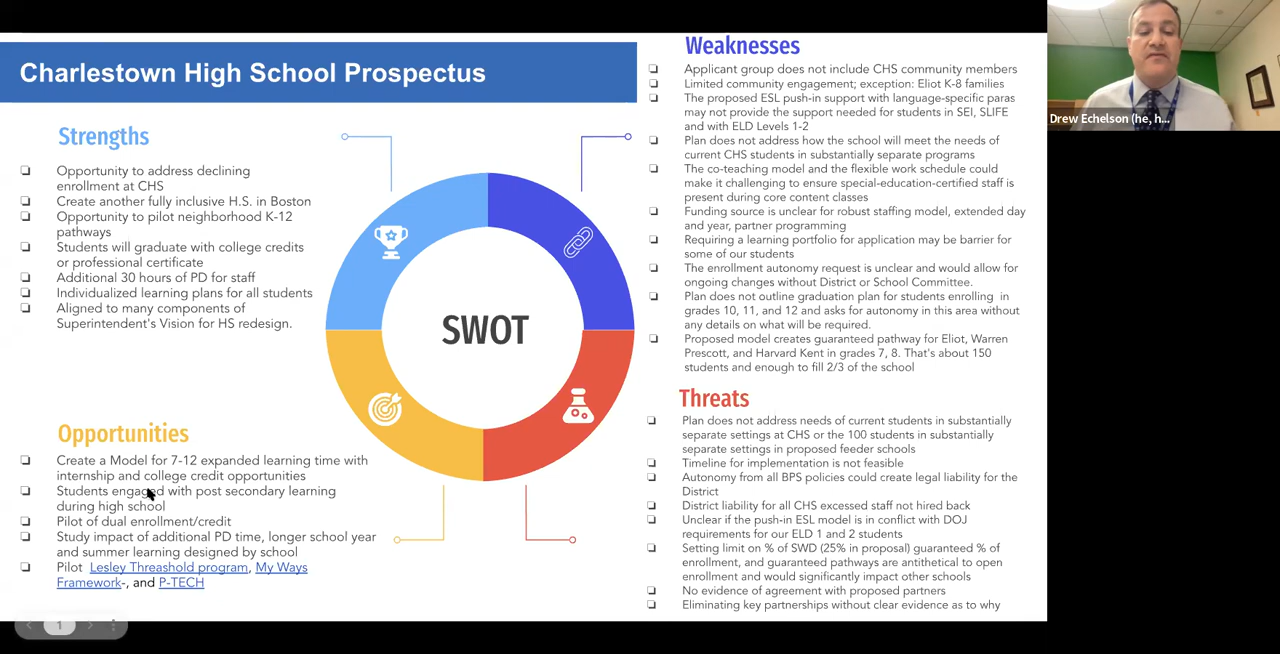 Charlestown High School Prospectus
Strengths
Opportunity to address declining
enrollment at CHS
Create another fully inclusive H.S. in Boston
Opportunity to pilot neighborhood K-12
pathways
Students will graduate with college credits
or professional certificate
Additional 30 hours of PD for staff
Individualized learning plans for all students
Aligned to many components of
Superintendent's Vision for HS redesign.
Opportunities
Create a Model for 7-12 expanded learning time with
internship and college credit opportunities
Students engaged with post secondary learning
during high school
Pilot of dual enrollment/credit
Study impact of additional PD time, longer school year
and summer learning designed by school
Pilot Lesley Threashold program, My Ways
Framework-, and P-TECH
SWOT
Weaknesses
Applicant group does not include CHS community members
Limited community engagement; exception: Eliot K-8 families
The proposed ESL push-in support with language-specific paras
may not provide the support needed for students in SEI, SLIFE
and with ELD Levels 1-2
Plan does not address how the school will meet the needs of
current CHS students in substantially separate programs
The co-teaching model and the flexible work schedule could
make it challenging to ensure special-education-certified staff is
present during core content classes
Funding source is unclear for robust staffing model, extended day
and year, partner programming
Requiring a learning portfolio for application may be barrier for
some of our students
The enrollment autonomy request is unclear and would allow for
ongoing changes without District or School Committee.
Plan does not outline graduation plan for students enrolling in
grades 10, 11, and 12 and asks for autonomy in this area without
any details on what will be required.
Proposed model creates guaranteed pathway for Eliot, Warren
Prescott, and Harvard Kent in grades 7, 8. That's about 150
students and enough to fill 2/3 of the school
Threats
Plan does not address needs of current students in substantially
separate settings at CHS or the 100 students in substantially
separate settings in proposed feeder schools
Timeline for implementation is not feasible
Autonomy from all BPS policies could create legal liability for the
District
District liability for all CHS excessed staff not hired back
Unclear if the push-in ESL model is in conflict with DOJ
requirements for our ELD 1 and 2 students
Setting limit on % of SWD (25% in proposal) guaranteed % of
enrollment, and guaranteed pathways are antithetical to open
enrollment and would significantly impact other schools
No evidence of agreement with proposed partners
Eliminating key partnerships without clear evidence as to why
Drew Echelson (he, h...
1